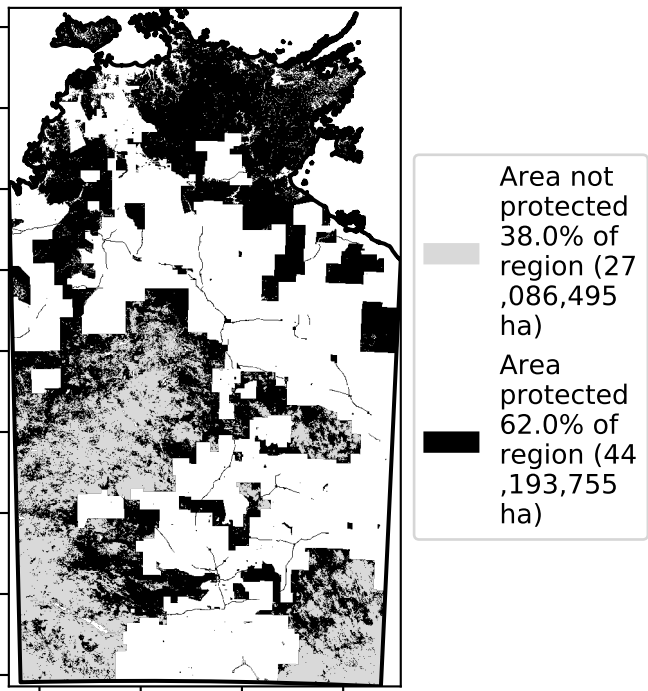 Area not
protected
38.0% of
region (27
,086,495
ha)
Area
protected
62.0% of
region (44
,193,755
ha)